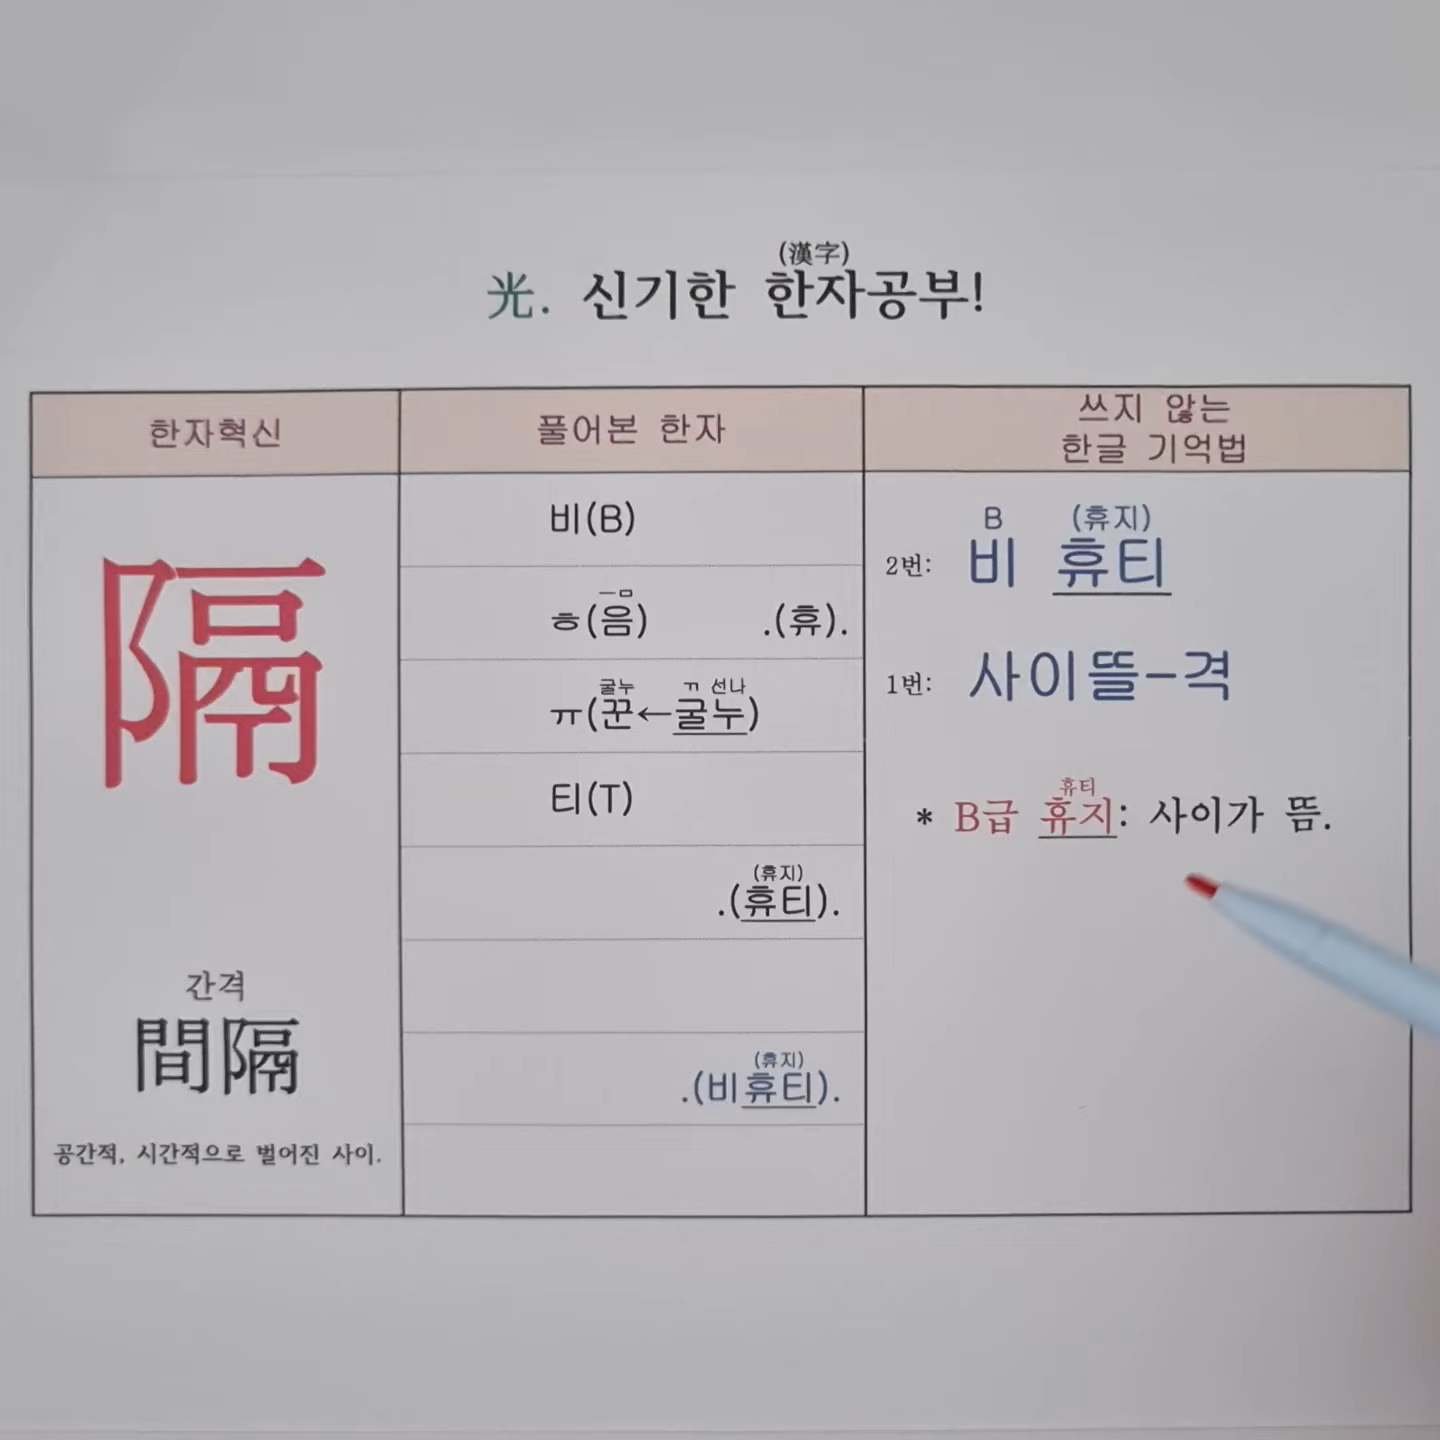 (漢字)
光. 신기한 한자공부!
한자혁신
풀어본 한자
쓰지 않는
한글 기억법
隔
간격
間隔
공간적, 시간적으로 벌어진 사이.
비(B)
ㅡㅁ
ㅎ(음) .(휴).
굴누 ㄲ 선나
ㅠ(꾼←굴누)
티(T)
(휴지)
.(휴티).
(휴지)
.(비휴티).
B (휴지)
2번: 비 휴티
1번: 사이뜰-격
휴티
* B급 휴지: 사이가 뜸.